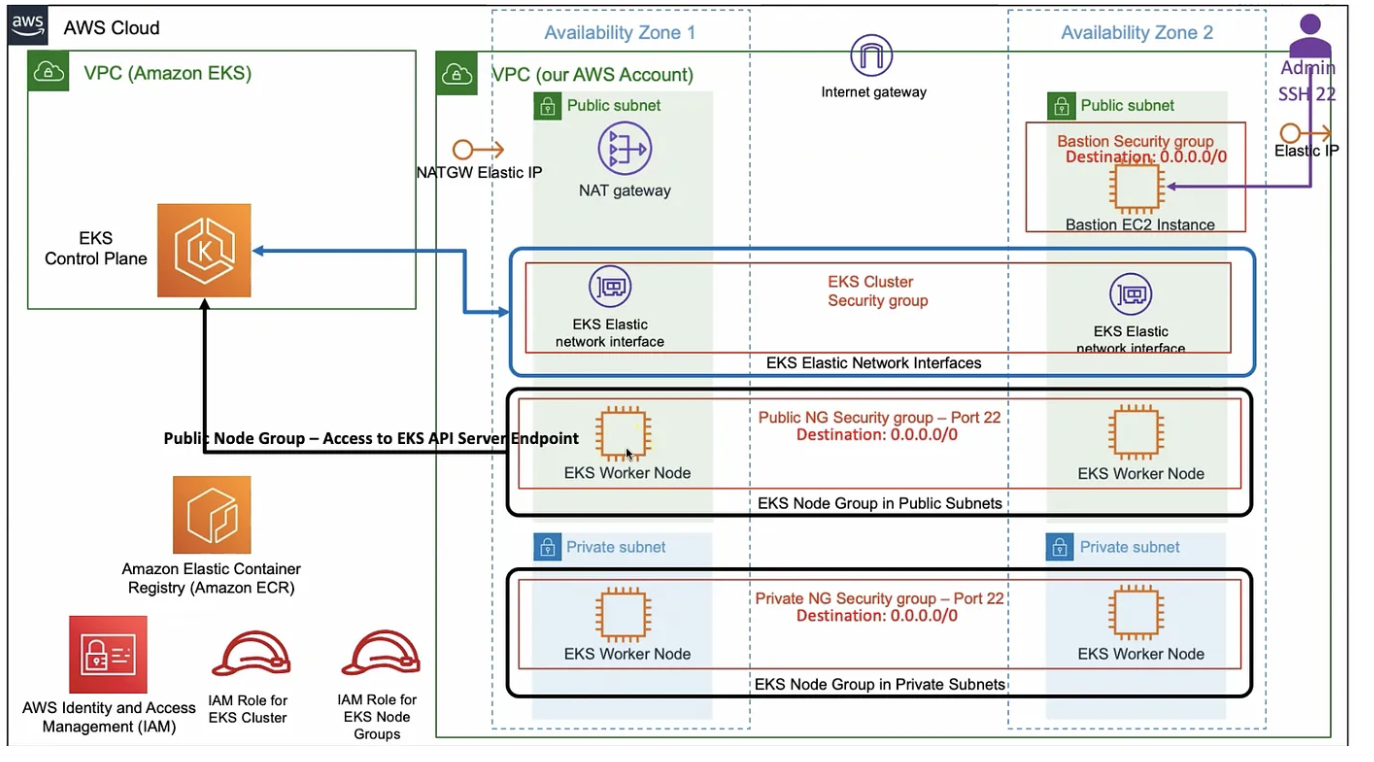 aws
AWS Cloud
VPC (Amazon EKS)
EKS
Control Plane
Availability Zone 1
Availability Zone 2
VPC (our AWS Account)
Internet gateway
Admin
SSH 22
Public subnet
NATGW Elastic IP
NAT gateway
Public subnet
Bastion Security group
Destination: 0.0.0.0/0
Bastion EC2 Instance
Elastic IP
K
EKS Elastic
network interface
EKS Cluster
Security group
EKS Elastic
network interface
EKS Elastic Network Interfaces
Public Node Group – Access to EKS API Server Endpoint
EKS Worker Node
Public NG Security group – Port 22
Destination: 0.0.0.0/0
EKS Worker Node
EKS Node Group in Public Subnets
Private subnet
Private subnet
EKS Worker Node
Private NG Security group – Port 22
Destination: 0.0.0.0/0
EKS Worker Node
EKS Node Group in Private Subnets
Amazon Elastic Container
Registry (Amazon ECR)
AWS Identity and Access
Management (IAM)
IAM Role for
EKS Cluster
IAM Role for
EKS Node
Groups